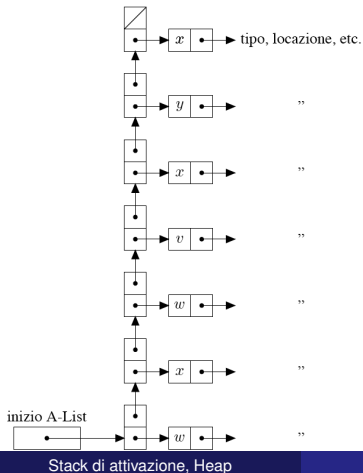 x tipo, locazione, etc.
y ”
x ”
v ”
w ”
x ”
inizio A-List
w ”
Stack di attivazione, Heap